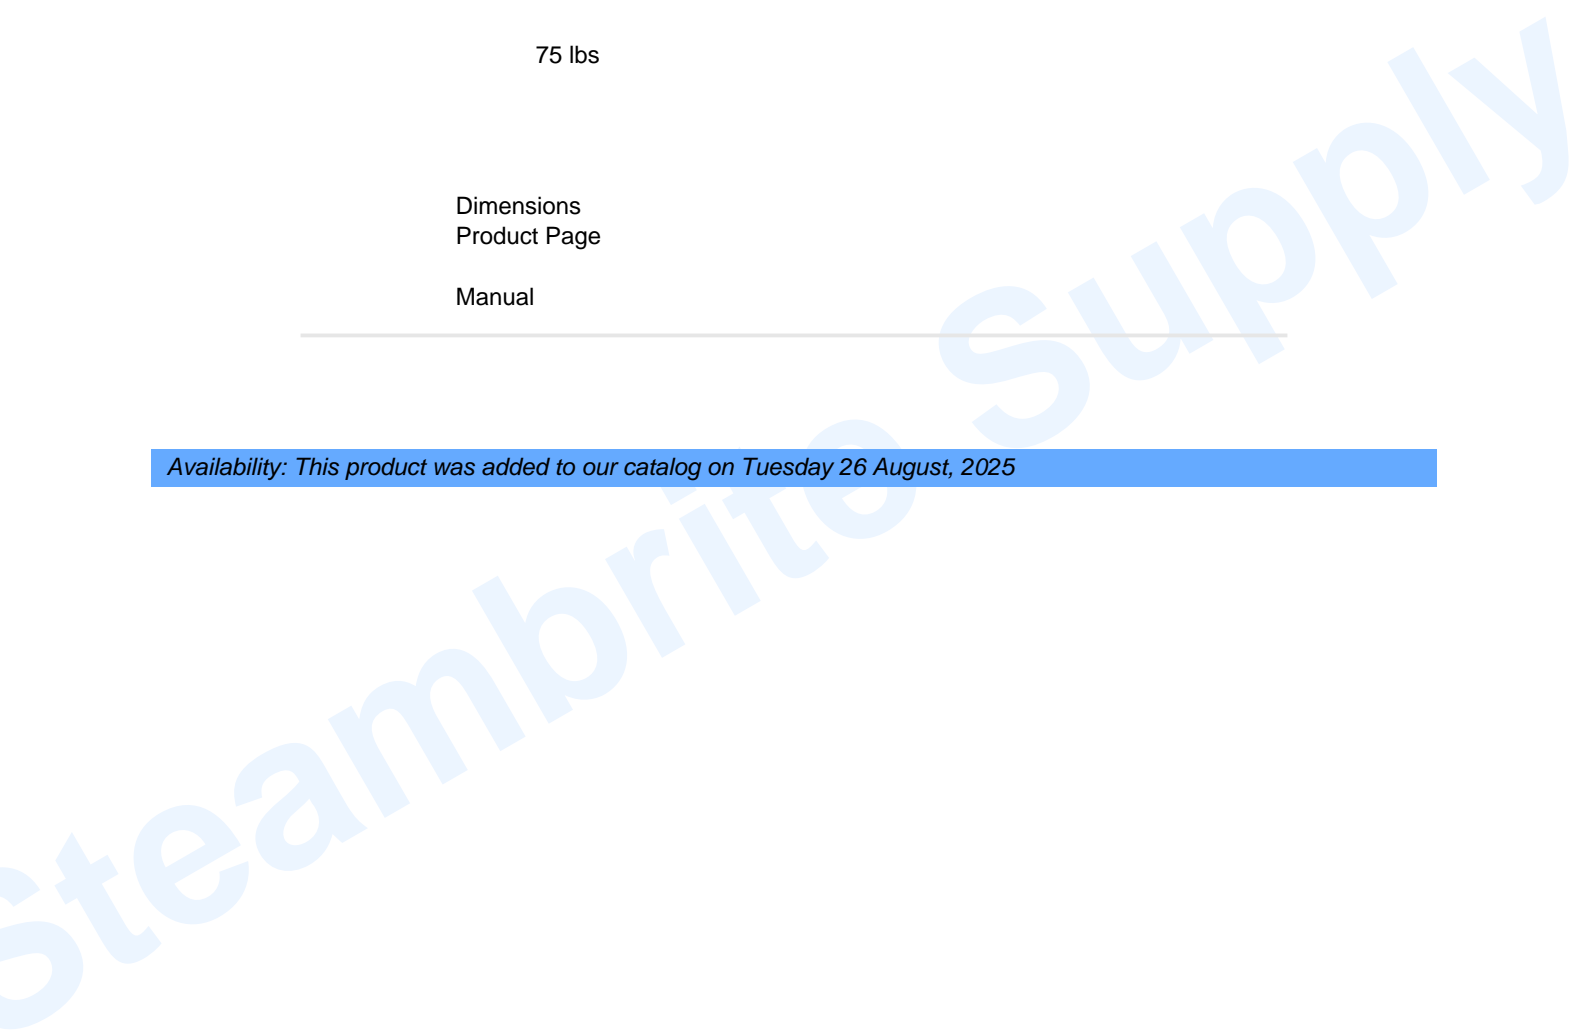 75 lbs
Dimensions
Product Page
Manual
Availability: This product was added to our catalog on Tuesday 26 August, 2025
Steambrite Supply